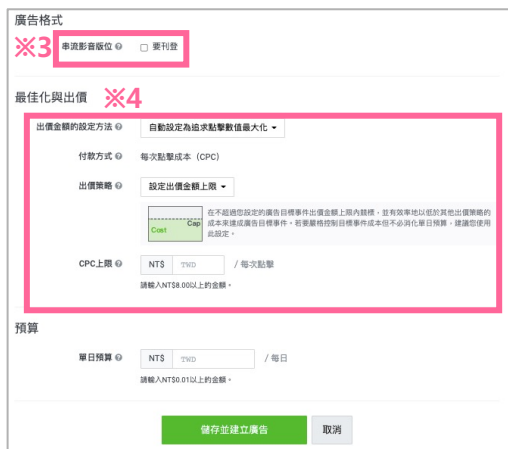 廣告格式
※3 串流影音版位 要刊登
最佳化與出價 ※4
出價金額的設定方法 自動設定為追求點擊數值最大化
付款方式 每次點擊成本（CPC）
出價策略 設定出價金額上限
Cost Cap
在不超過您設定的廣告目標事件出價金額上限內競標，並有效率地以低於其他出價策略的
成本來達成廣告目標事件。若要嚴格控制目標事件成本但不必消化單日預算，建議您使用
此設定。
CPC上限 NT$ TWD /每次點擊
請輸入NT$8.00以上的金額。
預算
單日預算 NT$ TWD /每日
請輸入NT$0.01以上的金額。
儲存並建立廣告 取消